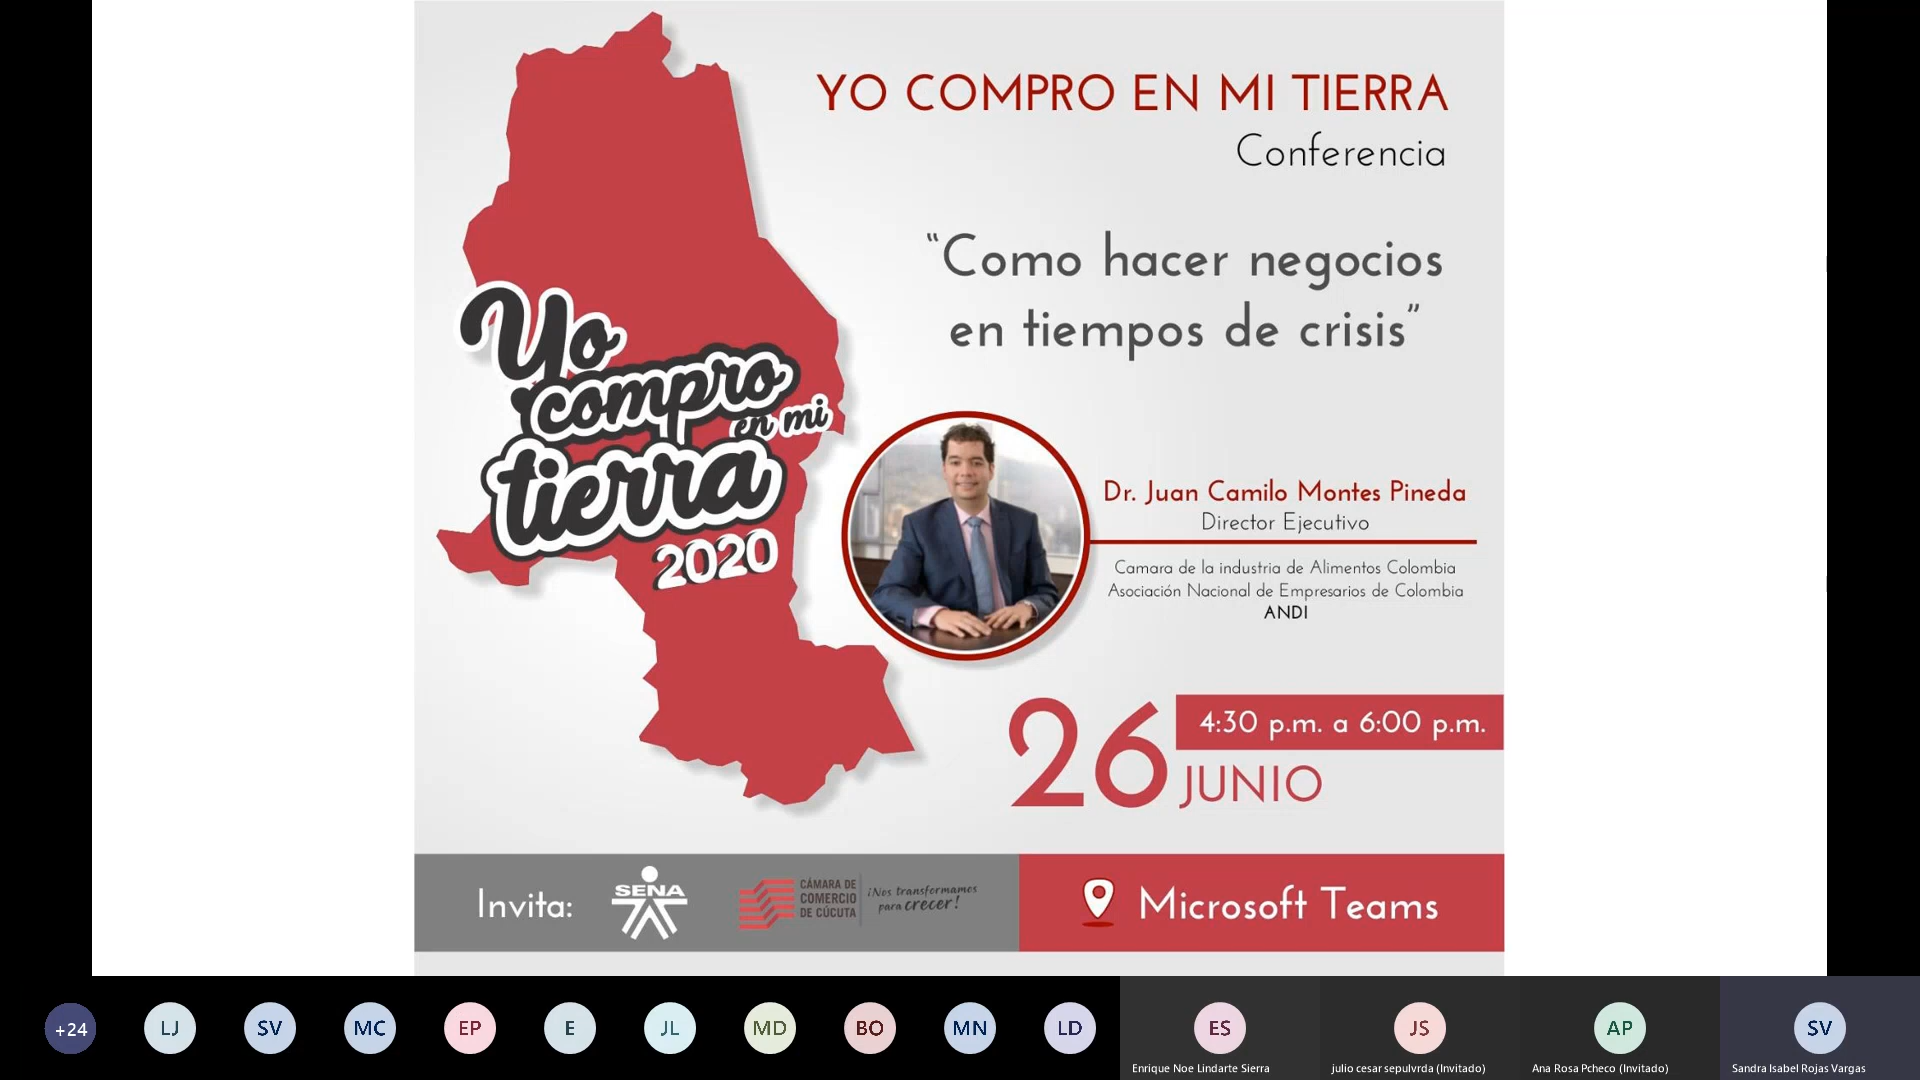 YO COMPRO EN MI TIERRA
Conferencia
“Como hacer negocios
en tiempos de crisis”
Yo
compro
en mi
tierra
2020
Dr. Juan Camilo Montes Pineda
Director Ejecutivo
Camara de la industria de Alimentos Colombia
Asociación Nacional de Empresarios de Colombia
ANDI
26
4:30 p.m. a 6:00 p.m.
JUNIO
Invita:
SENA
CÁMARA DE
COMERCIO
DE CÚCUTA
¡Nos transformamos
para crecer!
Microsoft Teams
+24
LJ
SV
MC
EP
E
JL
MD
BO
MN
LD
ES
JS
AP
SV
Enrique Noe Lindarte Sierra
julio cesar sepulvrda (Invitado)
Ana Rosa Pcheco (Invitado)
Sandra Isabel Rojas Vargas